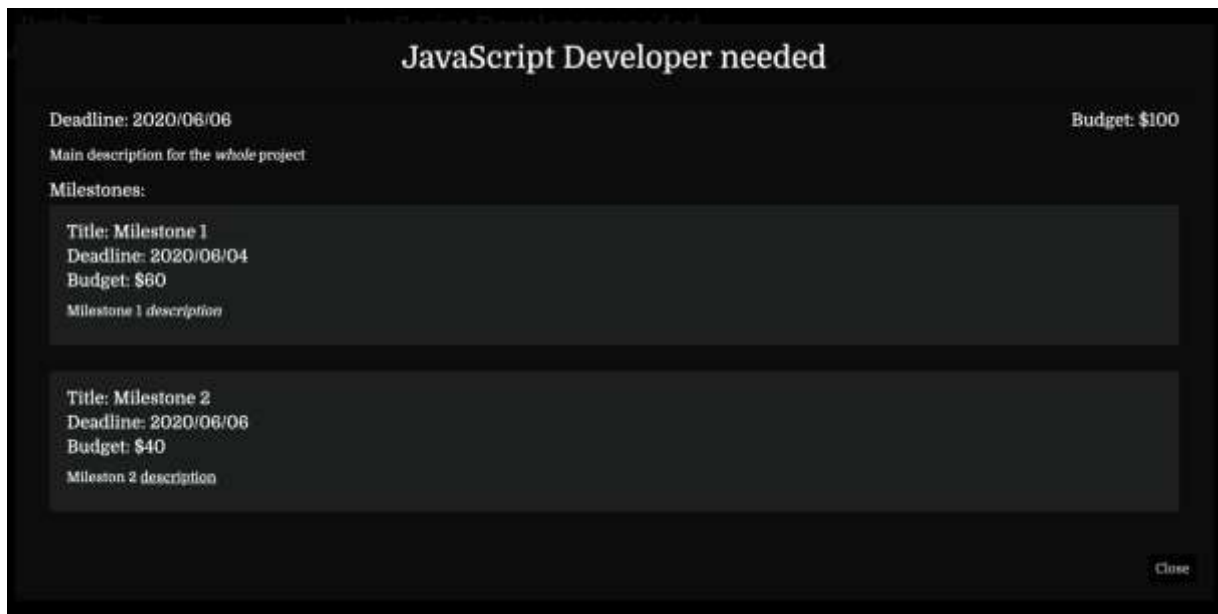 JavaScript Developer needed
Deadline: 2020/06/06
Budget: $100
Main description for the whole project
Milestones:
Title: Milestone 1
Deadline: 2020/06/04
Budget: $60
Milestone 1 description
Title: Milestone 2
Deadline: 2020/06/06
Budget: $40
Mileston 2 description
Close